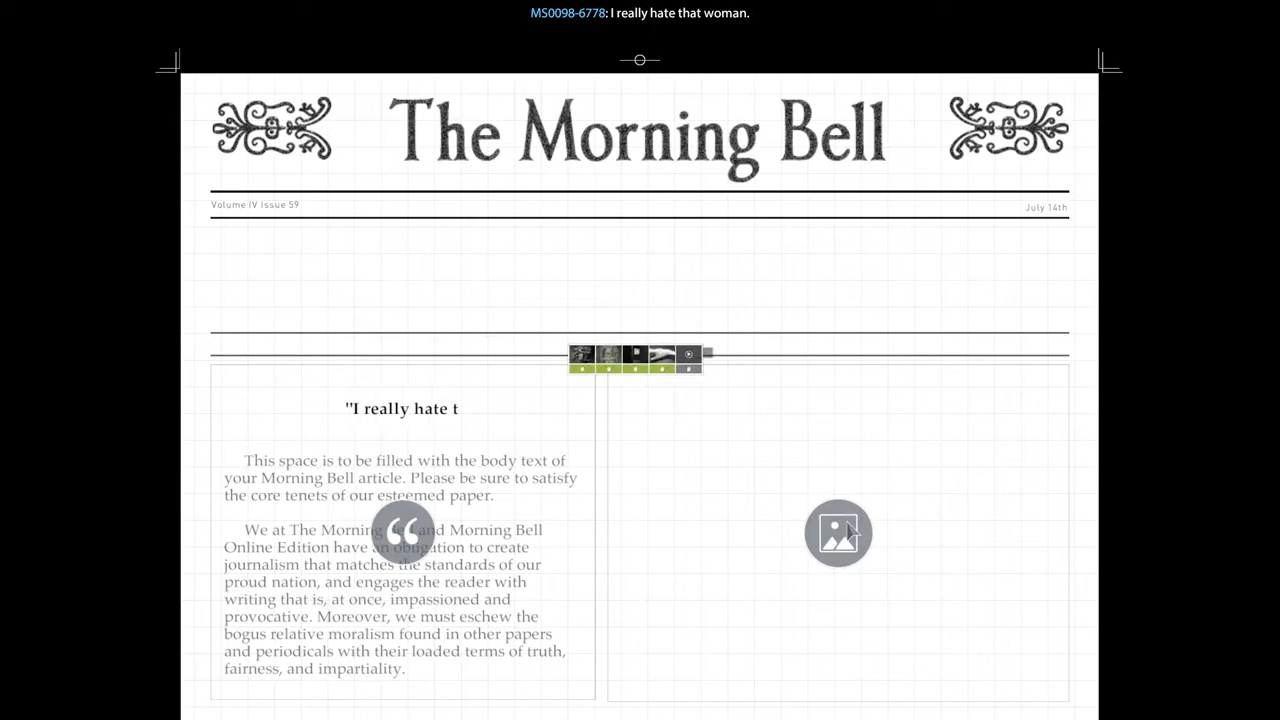 MS0098-6778: I really hate that woman.
The Morning Bell
Volume IV Issue 59
July 14th
"I really hate t
This space is to be filled with the body text of
your Morning Bell article. Please be sure to satisfy
the core tenets of our esteemed paper.
We at The Morning Bell and Morning Bell
Online Edition have an obligation to create
journalism that matches the standards of our
proud nation, and engages the reader with
writing that is, at once, impassioned and
provocative. Moreover, we must eschew the
bogus relative moralism found in other papers
and periodicals with their loaded terms of truth,
fairness, and impartiality.